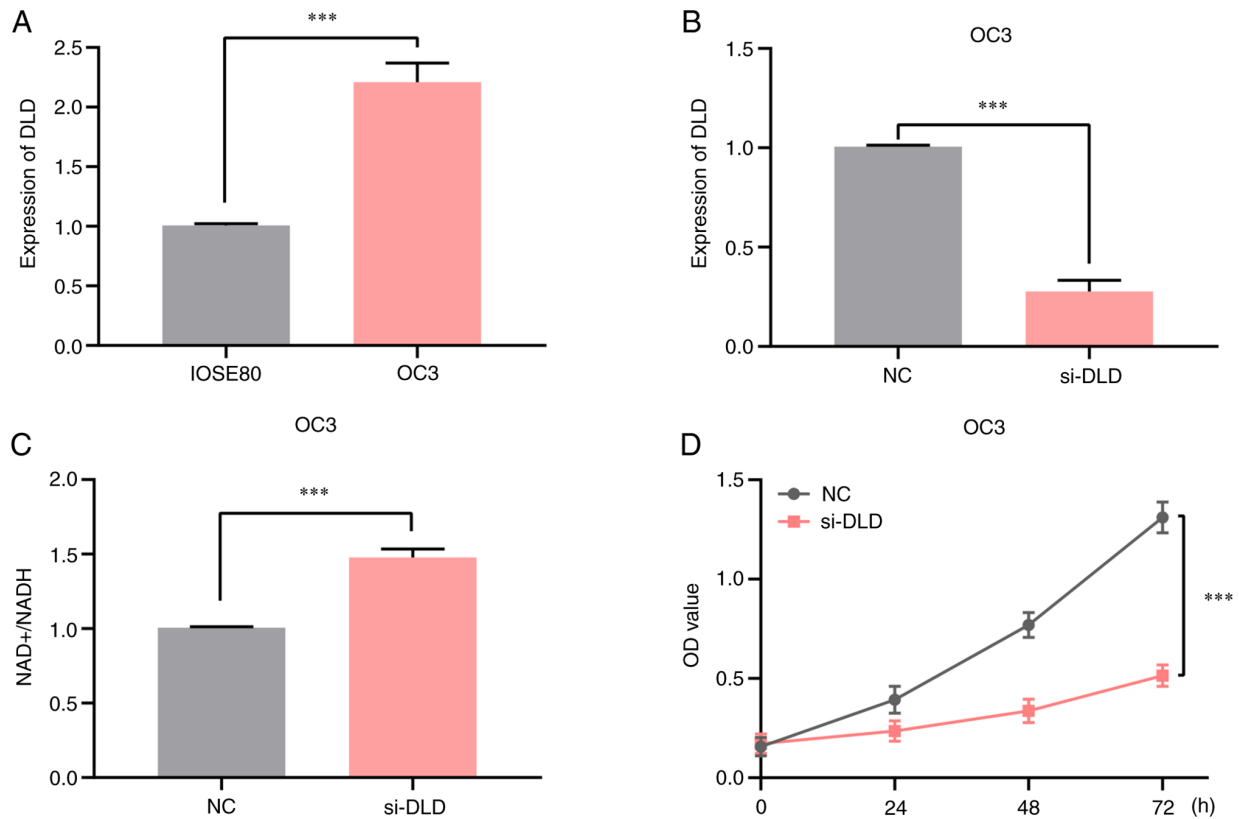 A
***
Expression of DLD
2.5
2.0
1.5
1.0
0.5
0.0
IOSE80
OC3
B
OC3
***
Expression of DLD
1.5
1.0
0.5
0.0
NC
si-DLD
C
OC3
***
NAD+/NADH
2.0
1.5
1.0
0.5
0.0
NC
si-DLD
D
OC3
NC
si-DLD
***
OD value
1.5
1.0
0.5
0.0
0
24
48
72
(h)